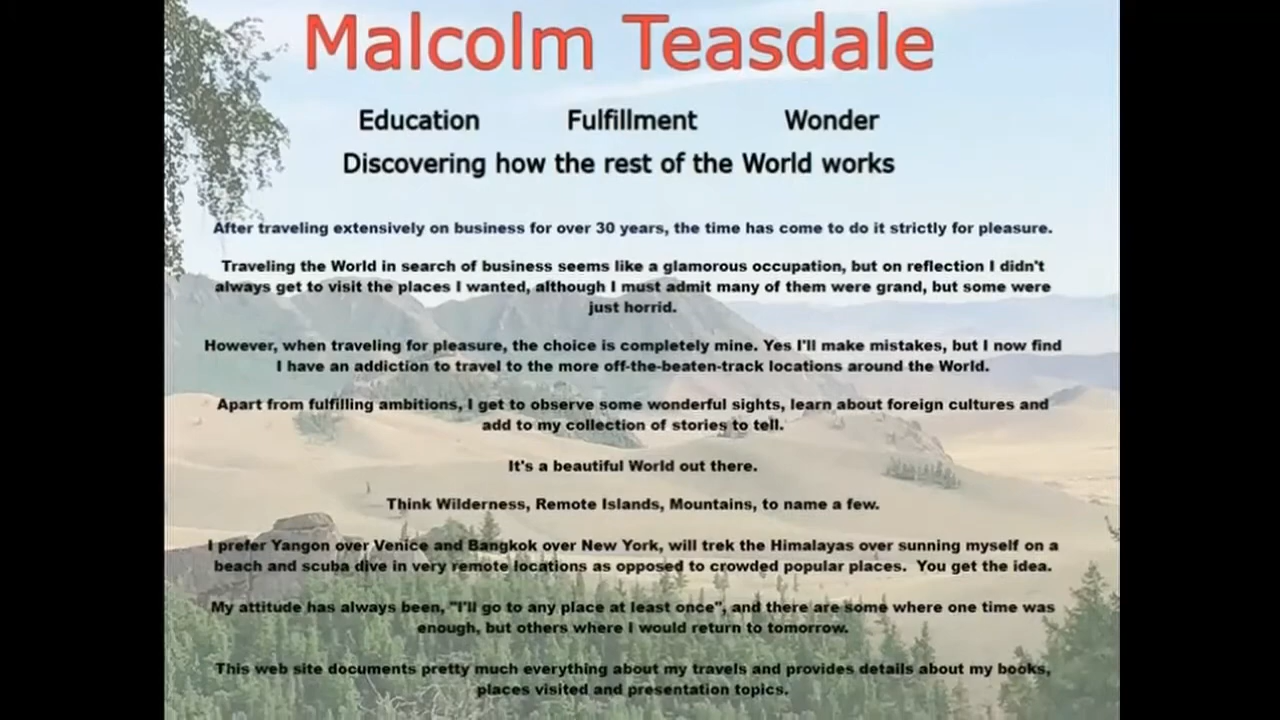 Malcolm Teasdale
Education Fulfillment Wonder
Discovering how the rest of the World works
After traveling extensively on business for over 30 years, the time has come to do it strictly for pleasure.
Traveling the World in search of business seems like a glamorous occupation, but on reflection I didn't
always get to visit the places I wanted, although I must admit many of them were grand, but some were
just horrid.
However, when traveling for pleasure, the choice is completely mine. Yes I'll make mistakes, but I now find
I have an addiction to travel to the more off-the-beaten-track locations around the World.
Apart from fulfilling ambitions, I get to observe some wonderful sights, learn about foreign cultures and
add to my collection of stories to tell.
It's a beautiful World out there.
Think Wilderness, Remote Islands, Mountains, to name a few.
I prefer Yangon over Venice and Bangkok over New York, will trek the Himalayas over sunning myself on a
beach and scuba dive in very remote locations as opposed to crowded popular places. You get the idea.
My attitude has always been, "I'll go to any place at least once", and there are some where one time was
enough, but others where I would return to tomorrow.
This web site documents pretty much everything about my travels and provides details about my books,
places visited and presentation topics.